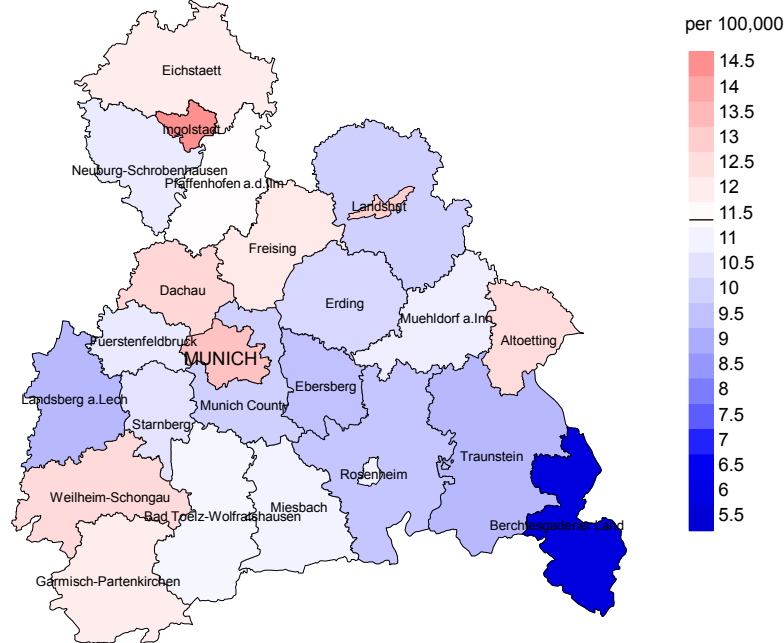 per 100,000
14.5
14
13.5
13
12.5
12
11.5
11
10.5
10
9.5
9
8.5
8
7.5
7
6.5
6
5.5
Eichstaett
Ingolstadt
Neuburg-Schrobenhausen
Pfaffenhofen a.d.Ilm
Landshut
Freising
Dachau
Erding
Muehldorf a.Inn
Altoetting
Fuerstenfeldbruck
MUNICH
Ebersberg
Landsberg a.Lech
Munich County
Starnberg
Traunstein
Rosenheim
Weilheim-Schongau
Miesbach
Bad Toelz-Wolfratshausen
Berchtesgadener Land
Garmisch-Partenkirchen